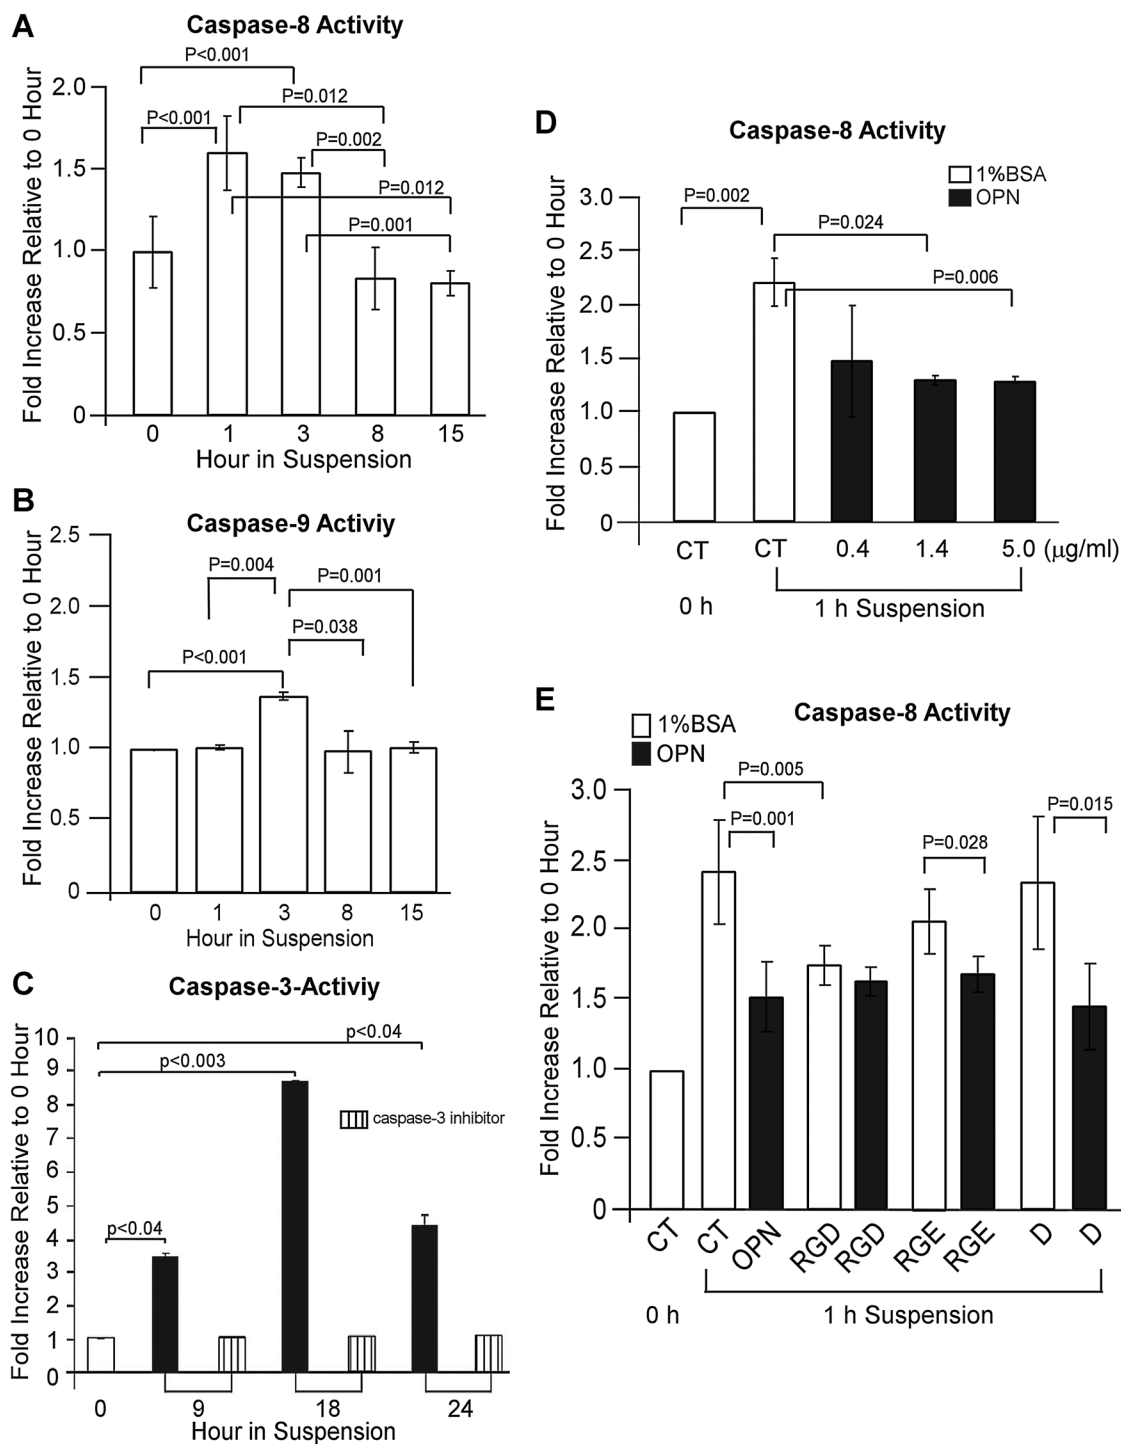 A
Caspase-8 Activity
P<0.001
P=0.012
P<0.001
P=0.002
P=0.012
P=0.001
Fold Increase Relative to 0 Hour
2.0
1.5
1.0
0.5
0
0 1 3 8 15
Hour in Suspension
B
Caspase-9 Activiy
P=0.004
P=0.001
P=0.038
P<0.001
Fold Increase Relative to 0 Hour
2.5
2.0
1.5
1.0
0.5
0
0 1 3 8 15
Hour in Suspension
C
Caspase-3-Activiy
p<0.04
p<0.003
p<0.04
caspase-3 inhibitor
Fold Increase Relative to 0 Hour
10
9
8
7
6
5
4
3
2
1
0
0 9 18 24
Hour in Suspension
D
Caspase-8 Activity
1%BSA
OPN
P=0.002
P=0.024
P=0.006
Fold Increase Relative to 0 Hour
3.0
2.5
2.0
1.5
1.0
0.5
0
CT CT 0.4 1.4 5.0 (μg/ml)
0 h 1 h Suspension
E
Caspase-8 Activity
1%BSA
OPN
P=0.005
P=0.001
P=0.028
P=0.015
Fold Increase Relative to 0 Hour
3.0
2.5
2.0
1.5
1.0
0.5
0
CT CT OPN RGD RGD RGE RGE D D
0 h 1 h Suspension